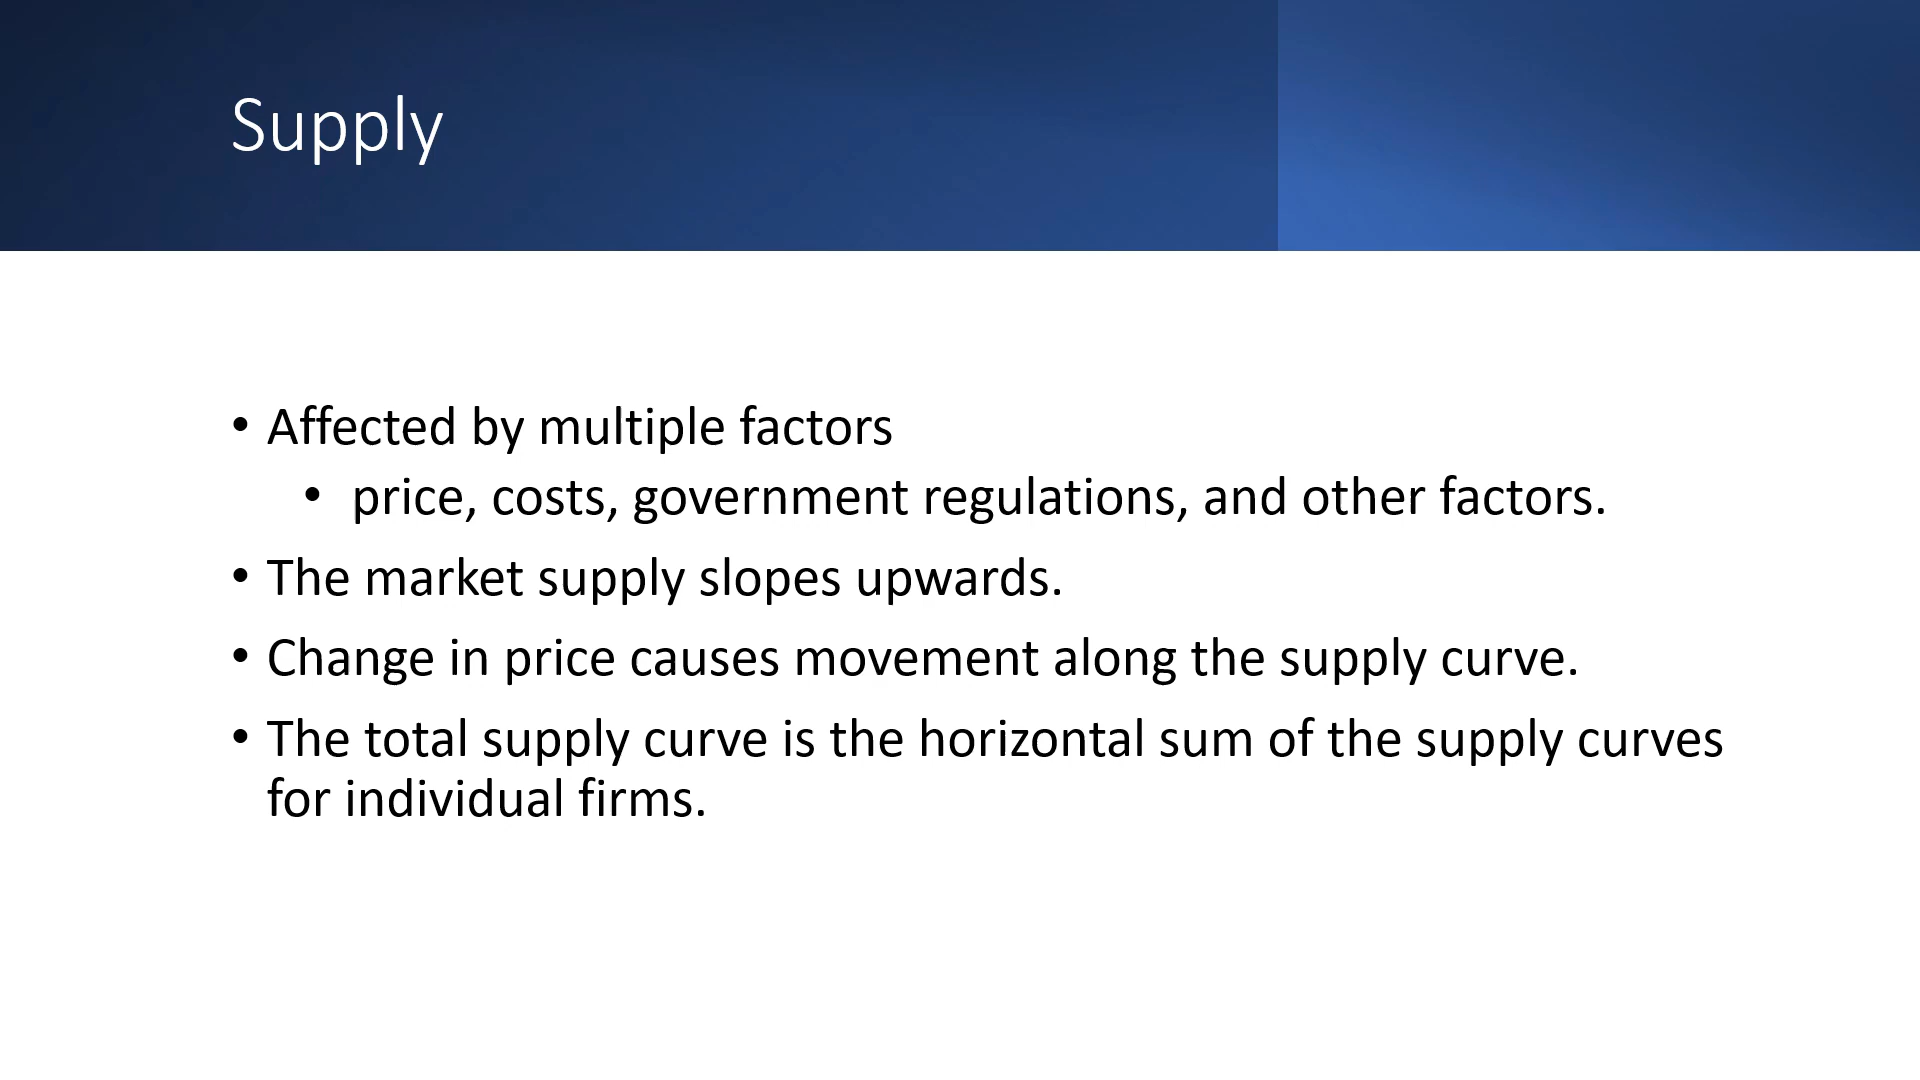 Supply
• Affected by multiple factors
• price, costs, government regulations, and other factors.
• The market supply slopes upwards.
• Change in price causes movement along the supply curve.
• The total supply curve is the horizontal sum of the supply curves
for individual firms.